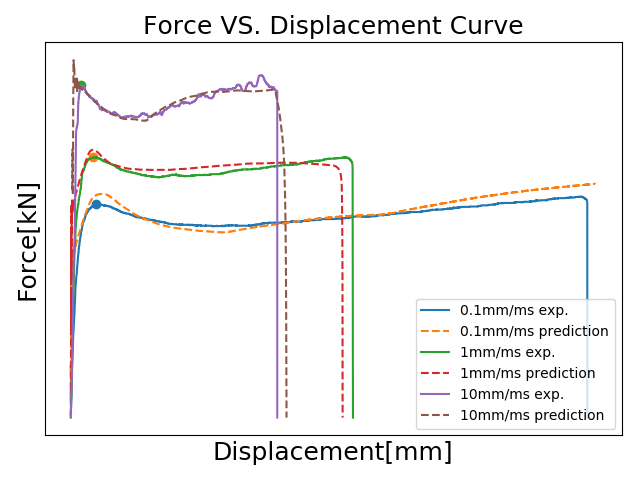 Force VS. Displacement Curve
Force[kN]
0.1mm/ms exp.
0.1mm/ms prediction
1mm/ms exp.
1mm/ms prediction
10mm/ms exp.
10mm/ms prediction
Displacement[mm]